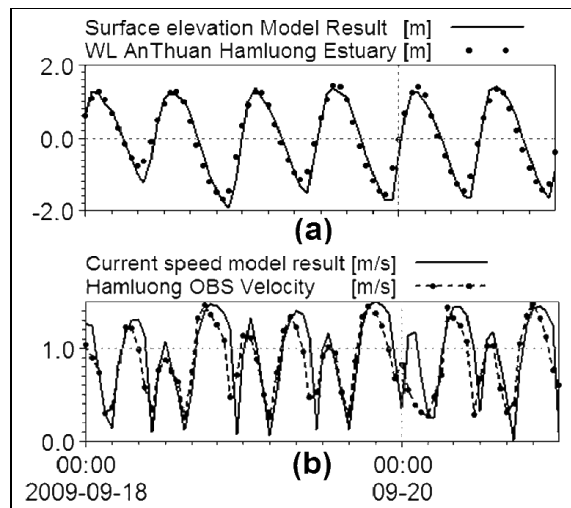 Surface elevation Model Result [m]
WL AnThuan Hamluong Estuary [m]
2.0
0.0
-2.0
(a)
Current speed model result [m/s]
Hamluong OBS Velocity [m/s]
1.0
0.0
(b)
00:00 00:00
2009-09-18 09-20